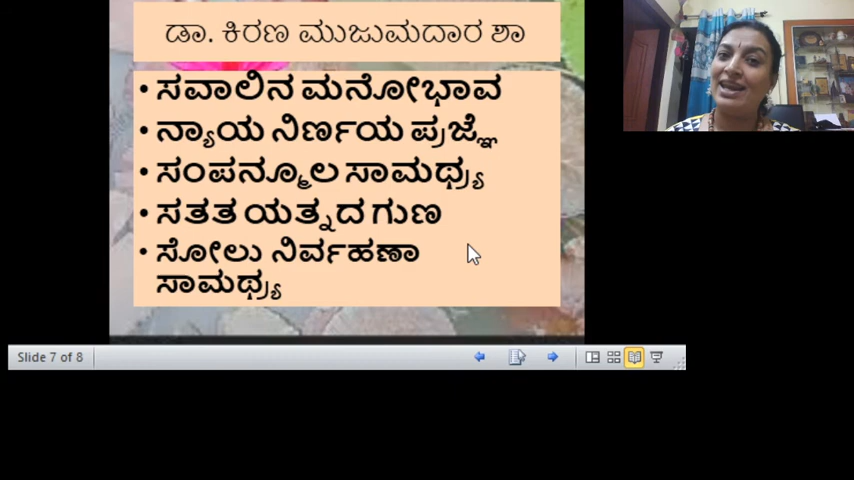 ಡಾ. ಕಿರಣ ಮುಜುಮದಾರ ಶಾ
• ಸವಾಲಿನ ಮನೋಭಾವ
• ನ್ಯಾಯ ನಿರ್ಣಯ ಪ್ರಜ್ಞೆ
• ಸಂಪನ್ಮೂಲ ಸಾಮರ್ಥ್ಯ
• ಸತತ ಯತ್ನದ ಗುಣ
• ಸೋಲು ನಿರ್ವಹಣಾ
ಸಾಮರ್ಥ್ಯ
Slide 7 of 8